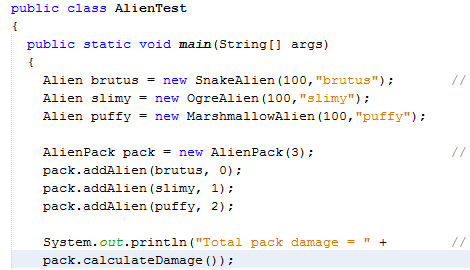 public class AlienTest
{
public static void main(String[] args)
{
Alien brutus = new SnakeAlien(100,"brutus"); //
Alien slimy = new OgreAlien(100,"slimy");
Alien puffy = new MarshmallowAlien(100,"puffy");
AlienPack pack = new AlienPack(3); //
pack.addAlien(brutus, 0);
pack.addAlien(slimy, 1);
pack.addAlien(puffy, 2);
System.out.println("Total pack damage = " + //
pack.calculateDamage());